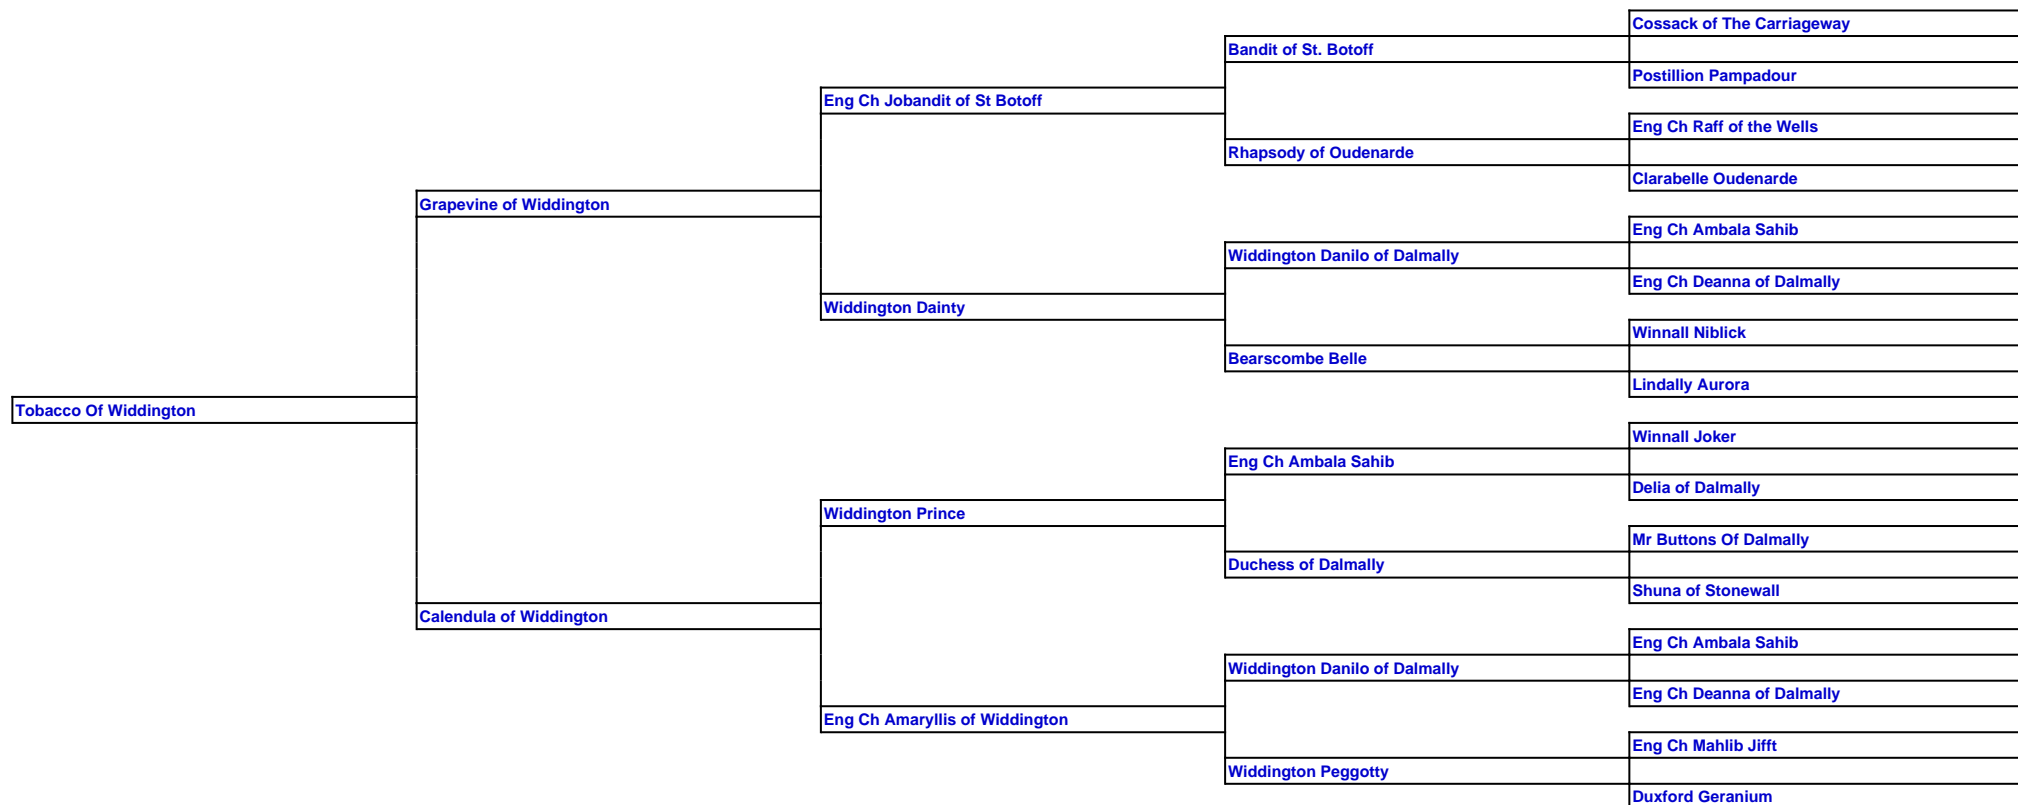 Cossack of The Carriageway
Bandit of St. Botoff
Postillion Pampadour
Eng Ch Jobandit of St Botoff
Eng Ch Raff of the Wells
Rhapsody of Oudenarde
Clarabelle Oudenarde
Grapevine of Widdington
Eng Ch Ambala Sahib
Widdington Danilo of Dalmally
Eng Ch Deanna of Dalmally
Widdington Dainty
Winnall Niblick
Bearscombe Belle
Lindally Aurora
Tobacco Of Widdington
Winnall Joker
Eng Ch Ambala Sahib
Delia of Dalmally
Widdington Prince
Mr Buttons Of Dalmally
Duchess of Dalmally
Shuna of Stonewall
Calendula of Widdington
Eng Ch Ambala Sahib
Widdington Danilo of Dalmally
Eng Ch Deanna of Dalmally
Eng Ch Amaryllis of Widdington
Eng Ch Mahlib Jifft
Widdington Peggotty
Duxford Geranium